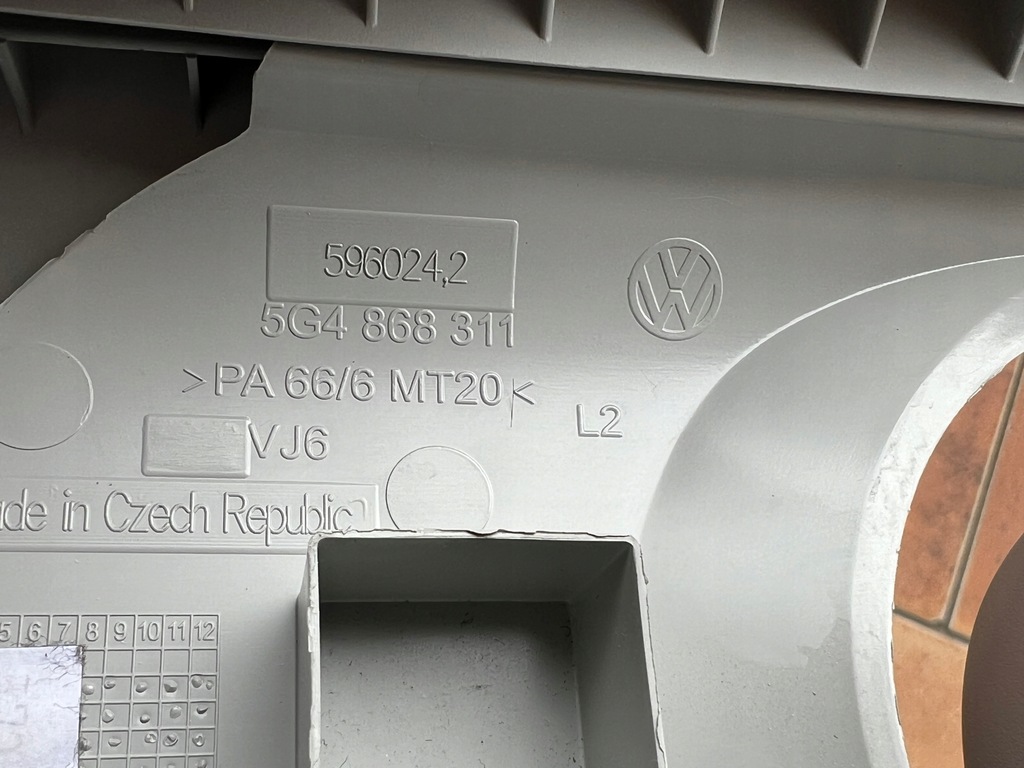 596024,2
5G4 868 311
>PA 66/6 MT20<
L2
VJ6
ade in Czech Republic
5 6 7 8 9 10 11 12